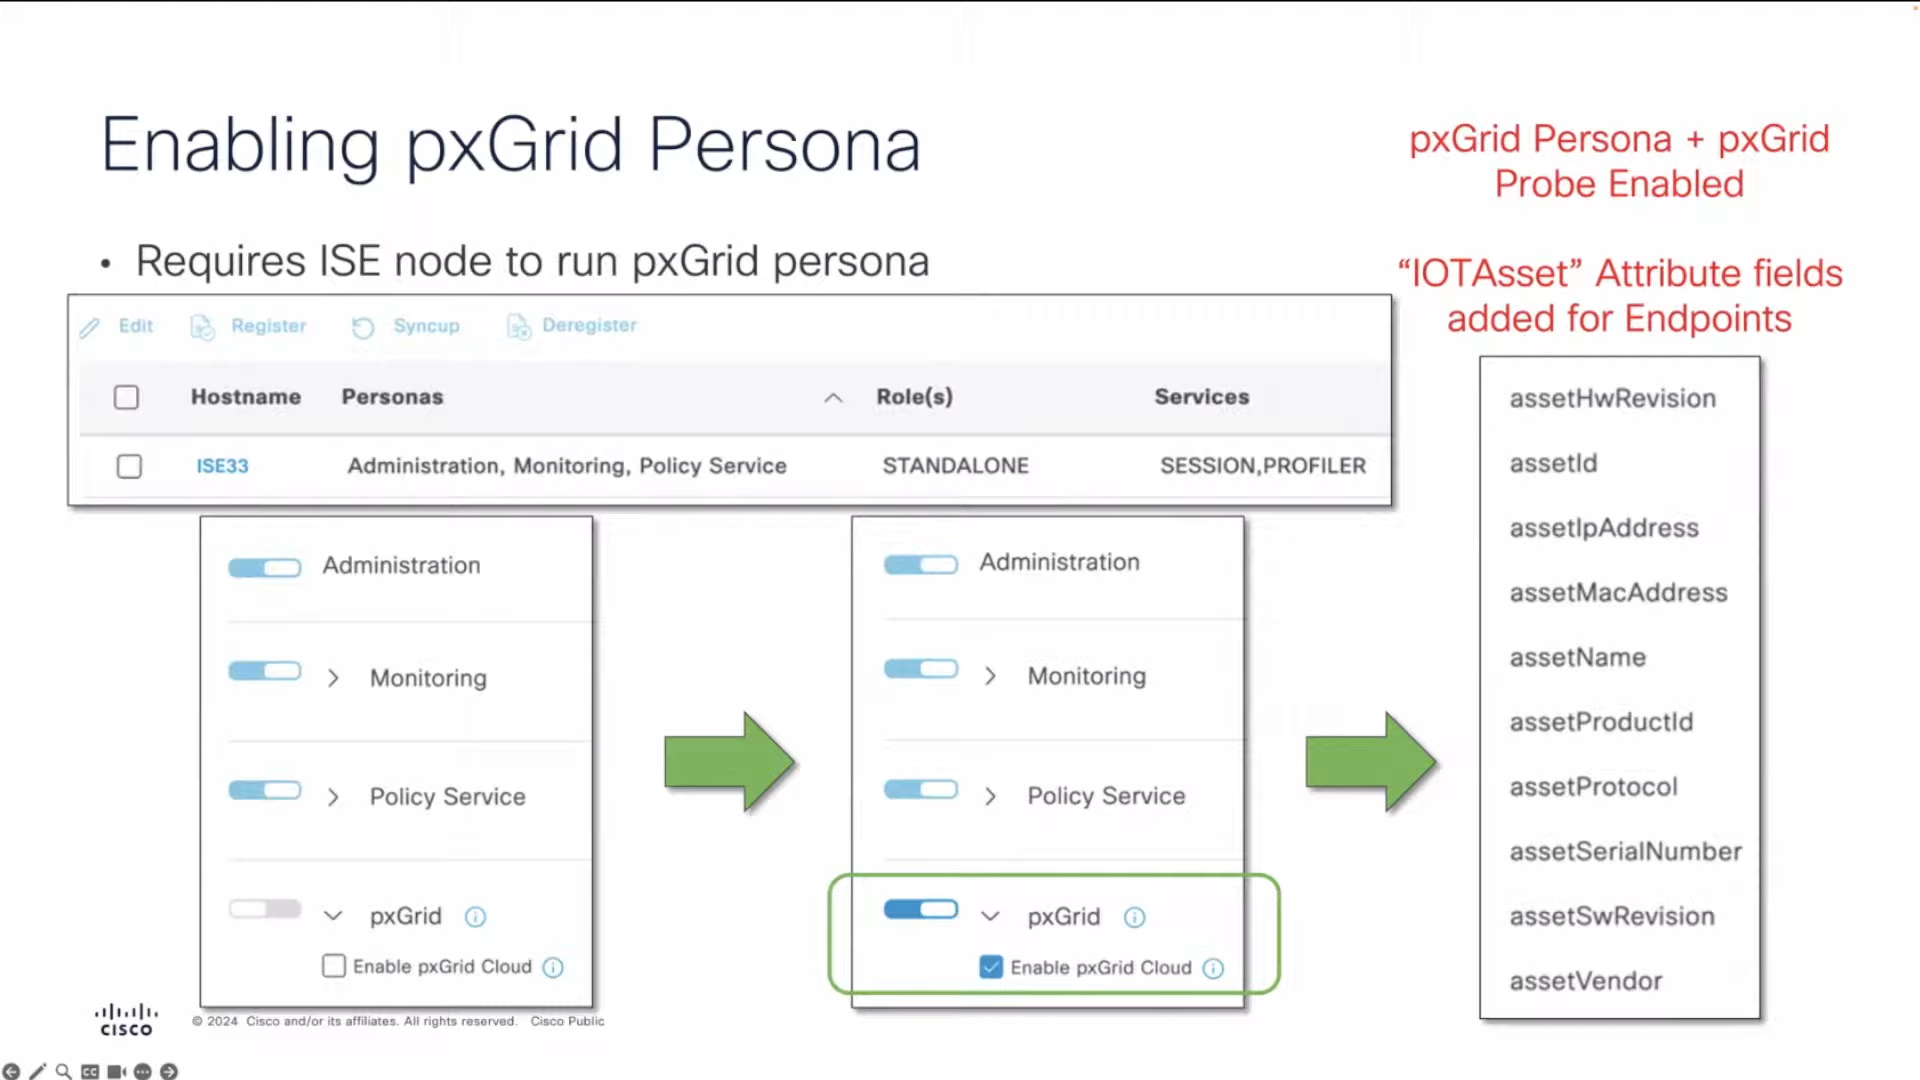 Enabling pxGrid Persona
• Requires ISE node to run pxGrid persona
pxGrid Persona + pxGrid
Probe Enabled
“IOTAsset” Attribute fields
added for Endpoints
Edit Register Syncup Deregister
Hostname Personas Role(s) Services
ISE33 Administration, Monitoring, Policy Service STANDALONE SESSION,PROFILER
Administration
Monitoring
Policy Service
pxGrid
Enable pxGrid Cloud
Administration
Monitoring
Policy Service
pxGrid
Enable pxGrid Cloud
assetHwRevision
assetId
assetIpAddress
assetMacAddress
assetName
assetProductId
assetProtocol
assetSerialNumber
assetSwRevision
assetVendor
CISCO
© 2024 Cisco and/or its affiliates. All rights reserved. Cisco Public
CC